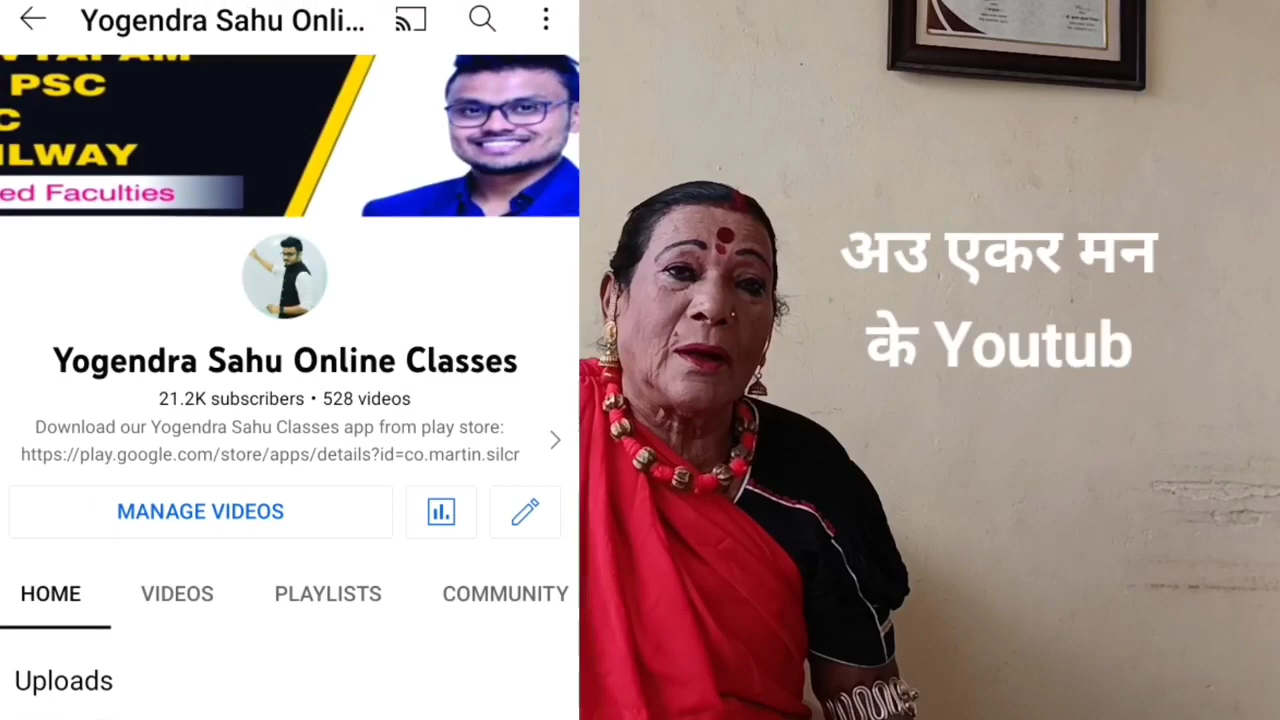 Yogendra Sahu Onli...
PSC
ILWAY
ed Faculties
Yogendra Sahu Online Classes
21.2K subscribers • 528 videos
Download our Yogendra Sahu Classes app from play store:
https://play.google.com/store/apps/details?id=co.martin.silcr
MANAGE VIDEOS
HOME VIDEOS PLAYLISTS COMMUNITY
Uploads
अउ एकर मन
के Youtub